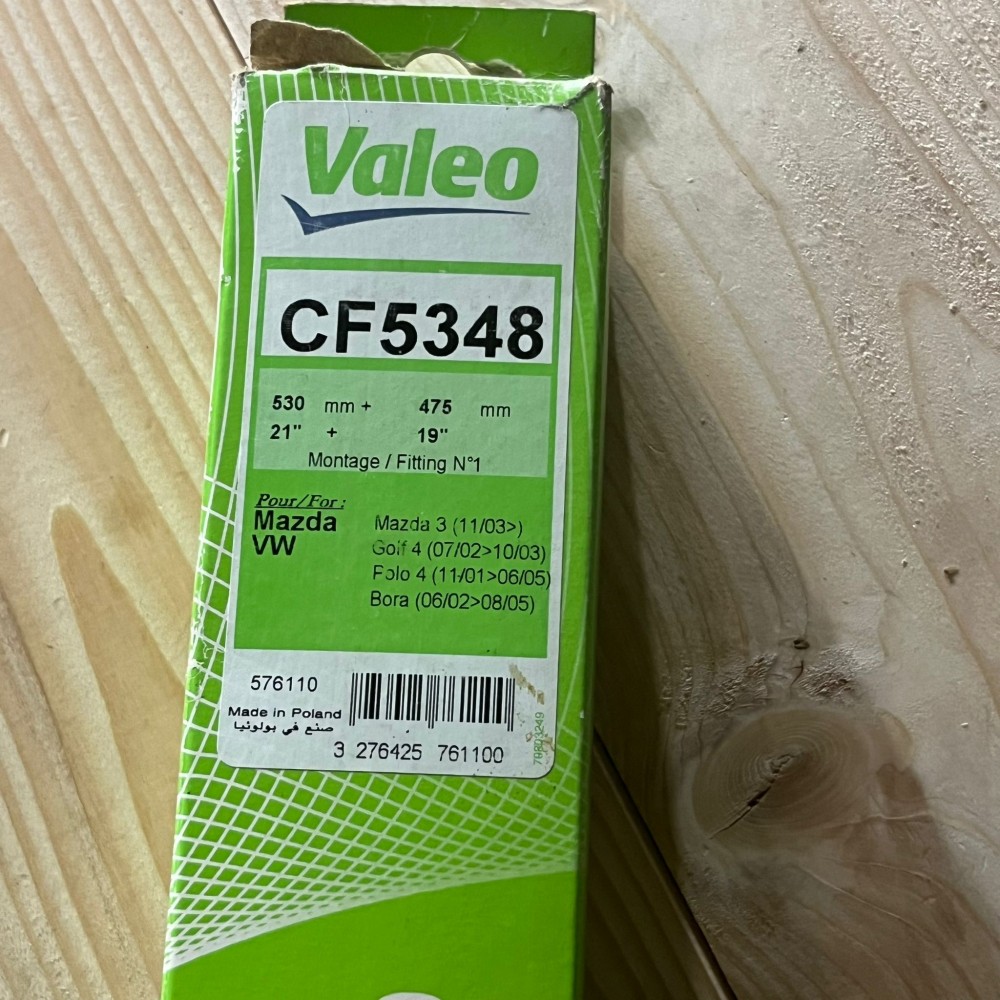 Valeo
CF5348
530 mm + 475 mm
21" + 19"
Montage / Fitting N°1
Pour/For:
Mazda Mazda 3 (11/03>)
VW Golf 4 (07/02>10/03)
Polo 4 (11/01>06/05)
Bora (06/02>08/05)
576110
Made in Poland
صنع في بولونيا
3 276425 761100